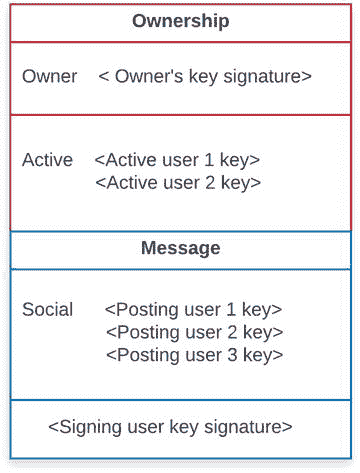 Ownership
Owner < Owner's key signature>
Active <Active user 1 key>
<Active user 2 key>
Message
Social <Posting user 1 key>
<Posting user 2 key>
<Posting user 3 key>
<Signing user key signature>